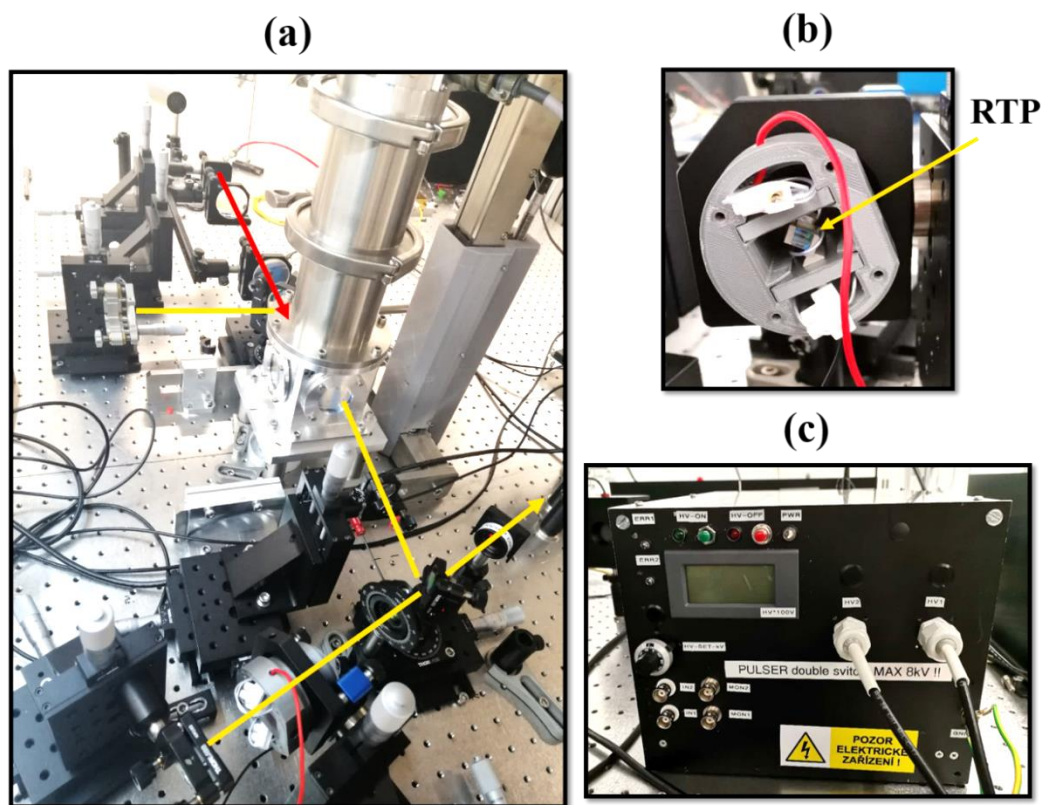 (a)
(b)
RTP
(c)
ERR1
HV-ON
HV-OFF
PWR
ERR2
HV*100V
HV2
HV1
HV-SET-kV
PULSER double svitch MAX 8kV !!
IN2
MON2
IN1
MON1
POZOR
ELEKTRICKÉ
ZAŘÍZENÍ !